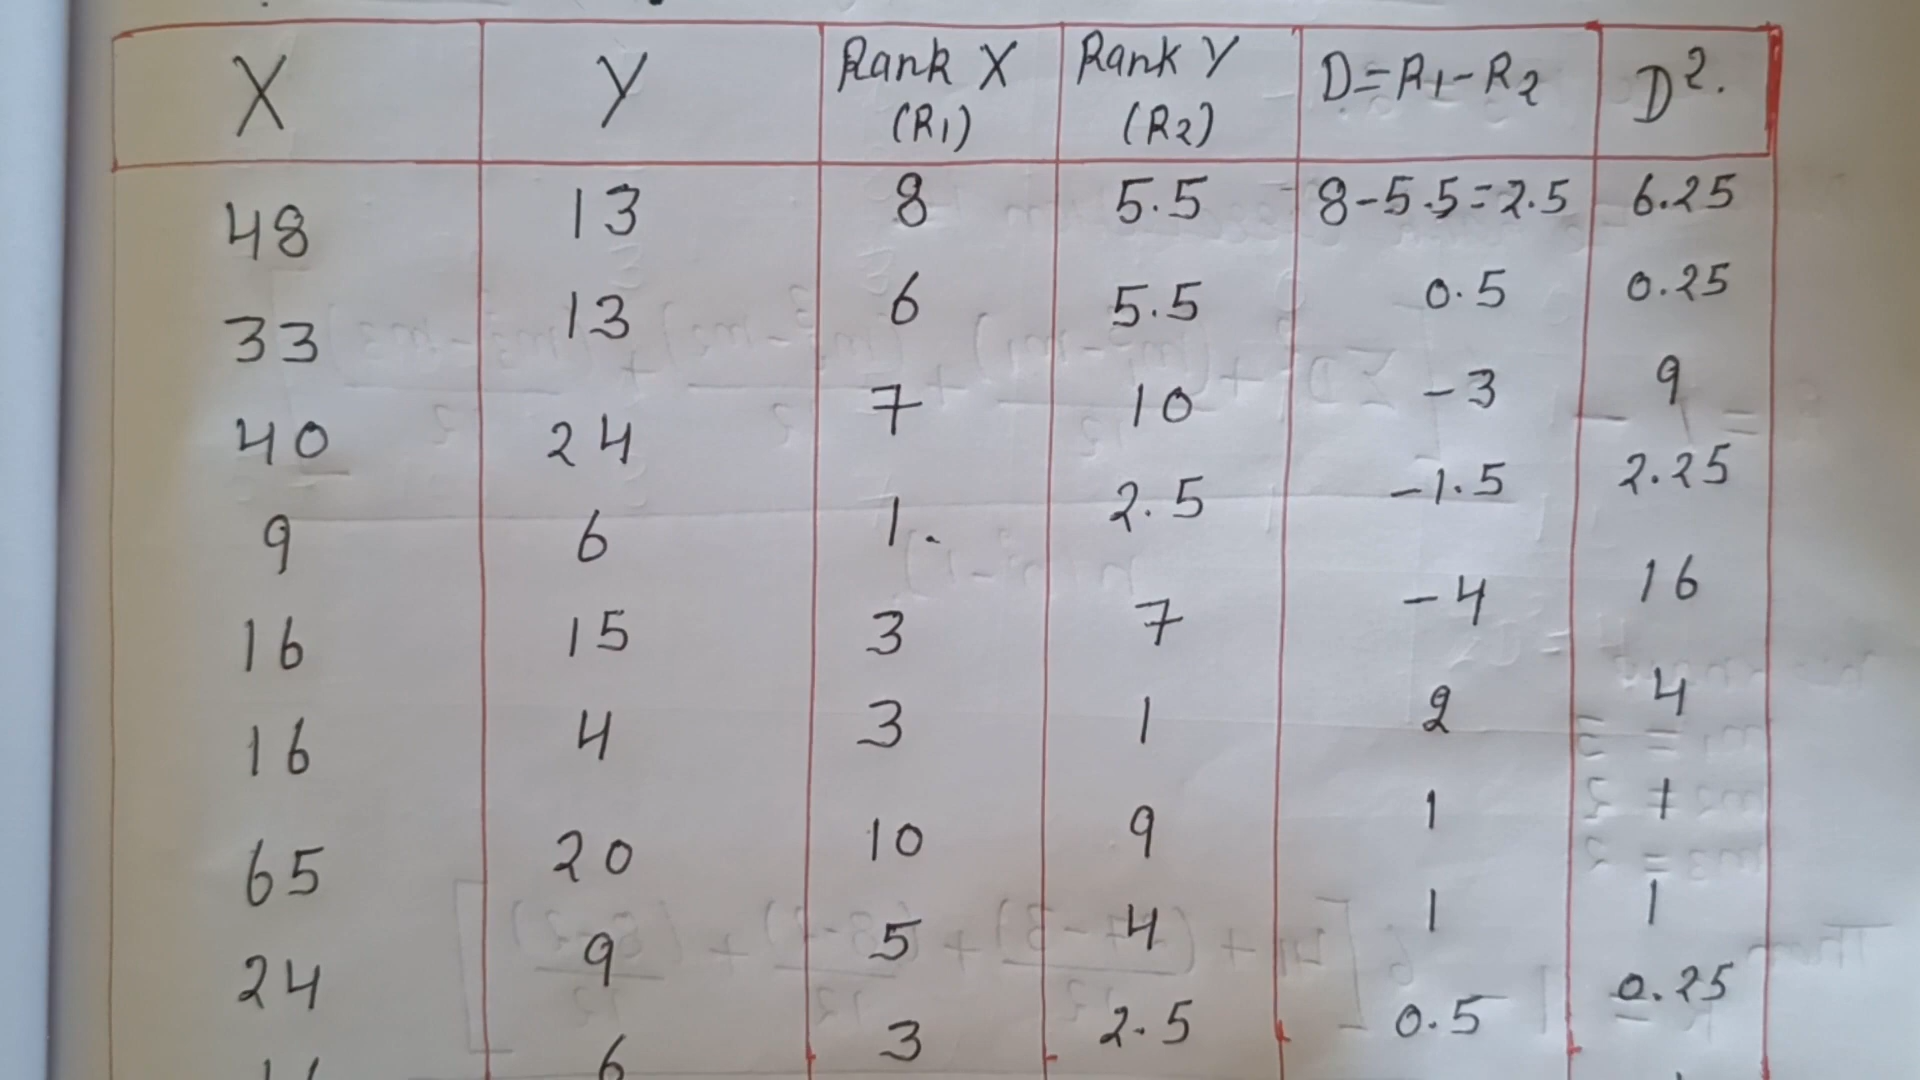 X Y Rank X (R1) Rank Y (R2) D=R1-R2 D².
48 13 8 5.5 8-5.5=2.5 6.25
33 13 6 5.5 0.5 0.25
40 24 7 10 -3 9
9 6 1. 2.5 -1.5 2.25
16 15 3 7 -4 16
16 4 3 1 2 4
65 20 10 9 1 1
24 9 5 4 1 1
6 3 2.5 0.5 0.25